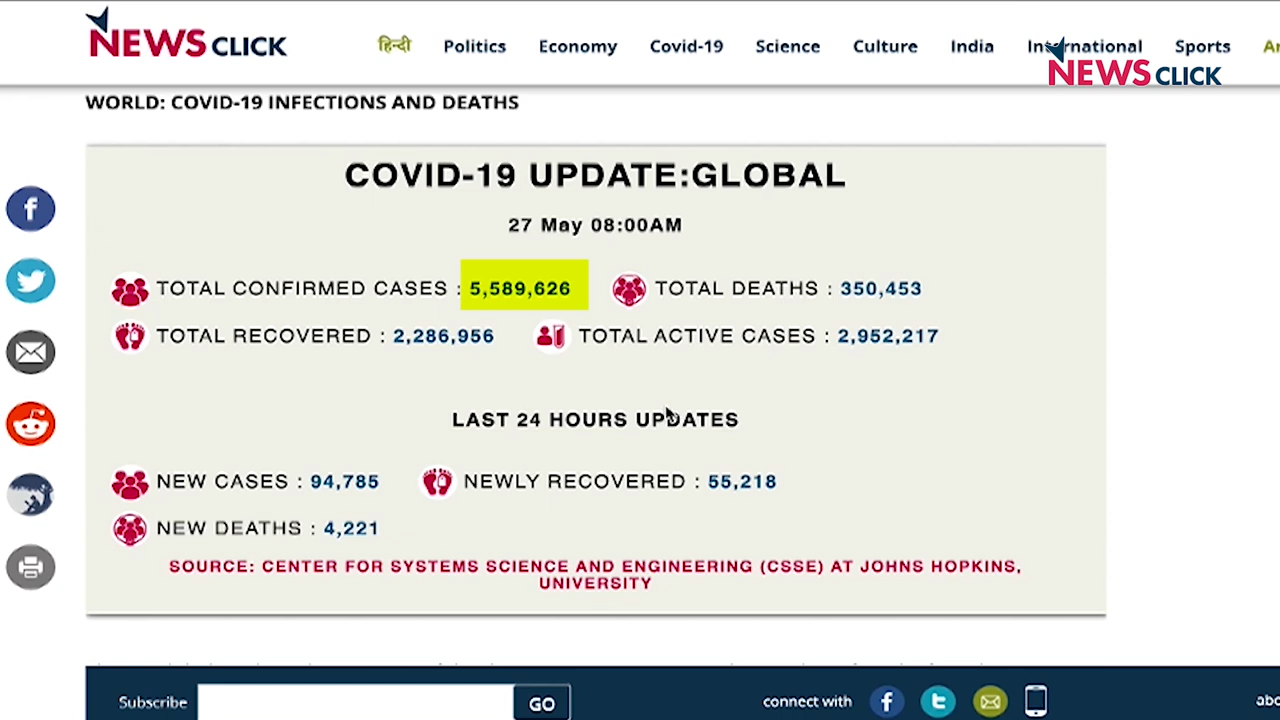 NEWS CLICK
हिन्दी Politics Economy Covid-19 Science Culture India International Sports
NEWS CLICK
WORLD: COVID-19 INFECTIONS AND DEATHS
COVID-19 UPDATE:GLOBAL
27 May 08:00AM
TOTAL CONFIRMED CASES : 5,589,626 TOTAL DEATHS : 350,453
TOTAL RECOVERED : 2,286,956 TOTAL ACTIVE CASES : 2,952,217
LAST 24 HOURS UPDATES
NEW CASES : 94,785 NEWLY RECOVERED : 55,218
NEW DEATHS : 4,221
SOURCE: CENTER FOR SYSTEMS SCIENCE AND ENGINEERING (CSSE) AT JOHNS HOPKINS,
UNIVERSITY
Subscribe GO connect with